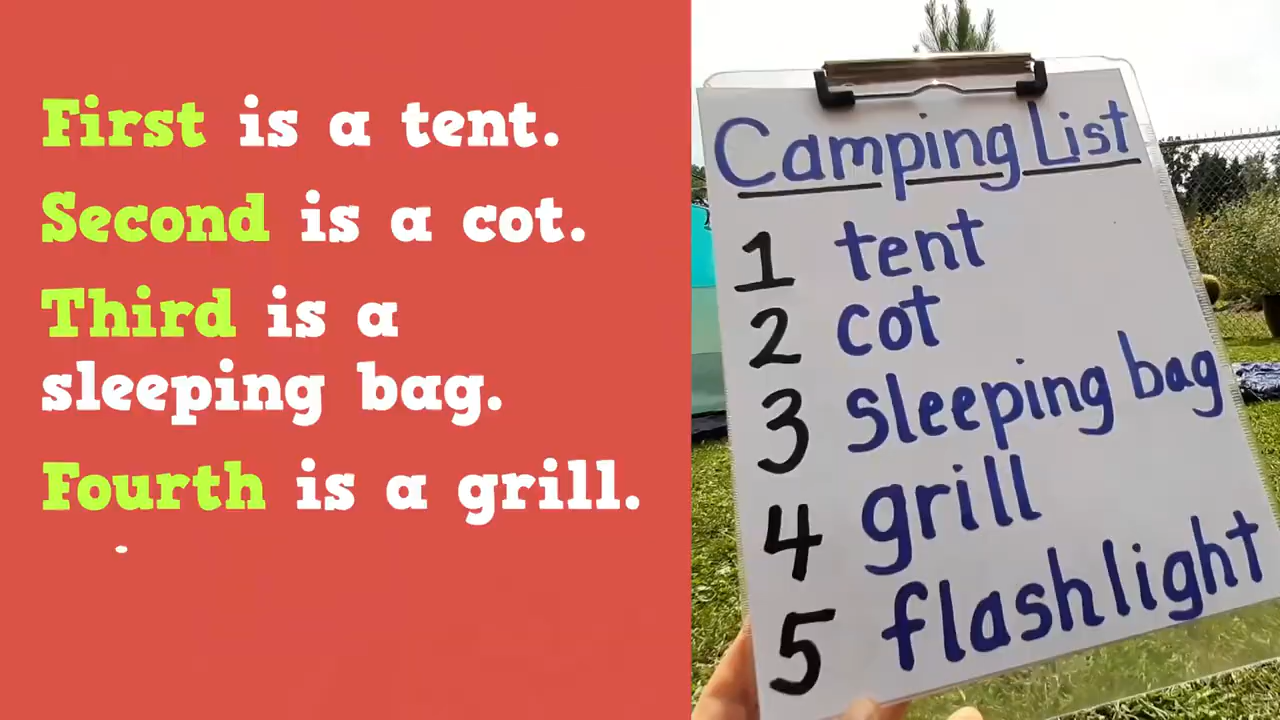 First is a tent.
Second is a cot.
Third is a
sleeping bag.
Fourth is a grill.
Camping List
1 tent
2 cot
3 sleeping bag
4 grill
5 flashlight